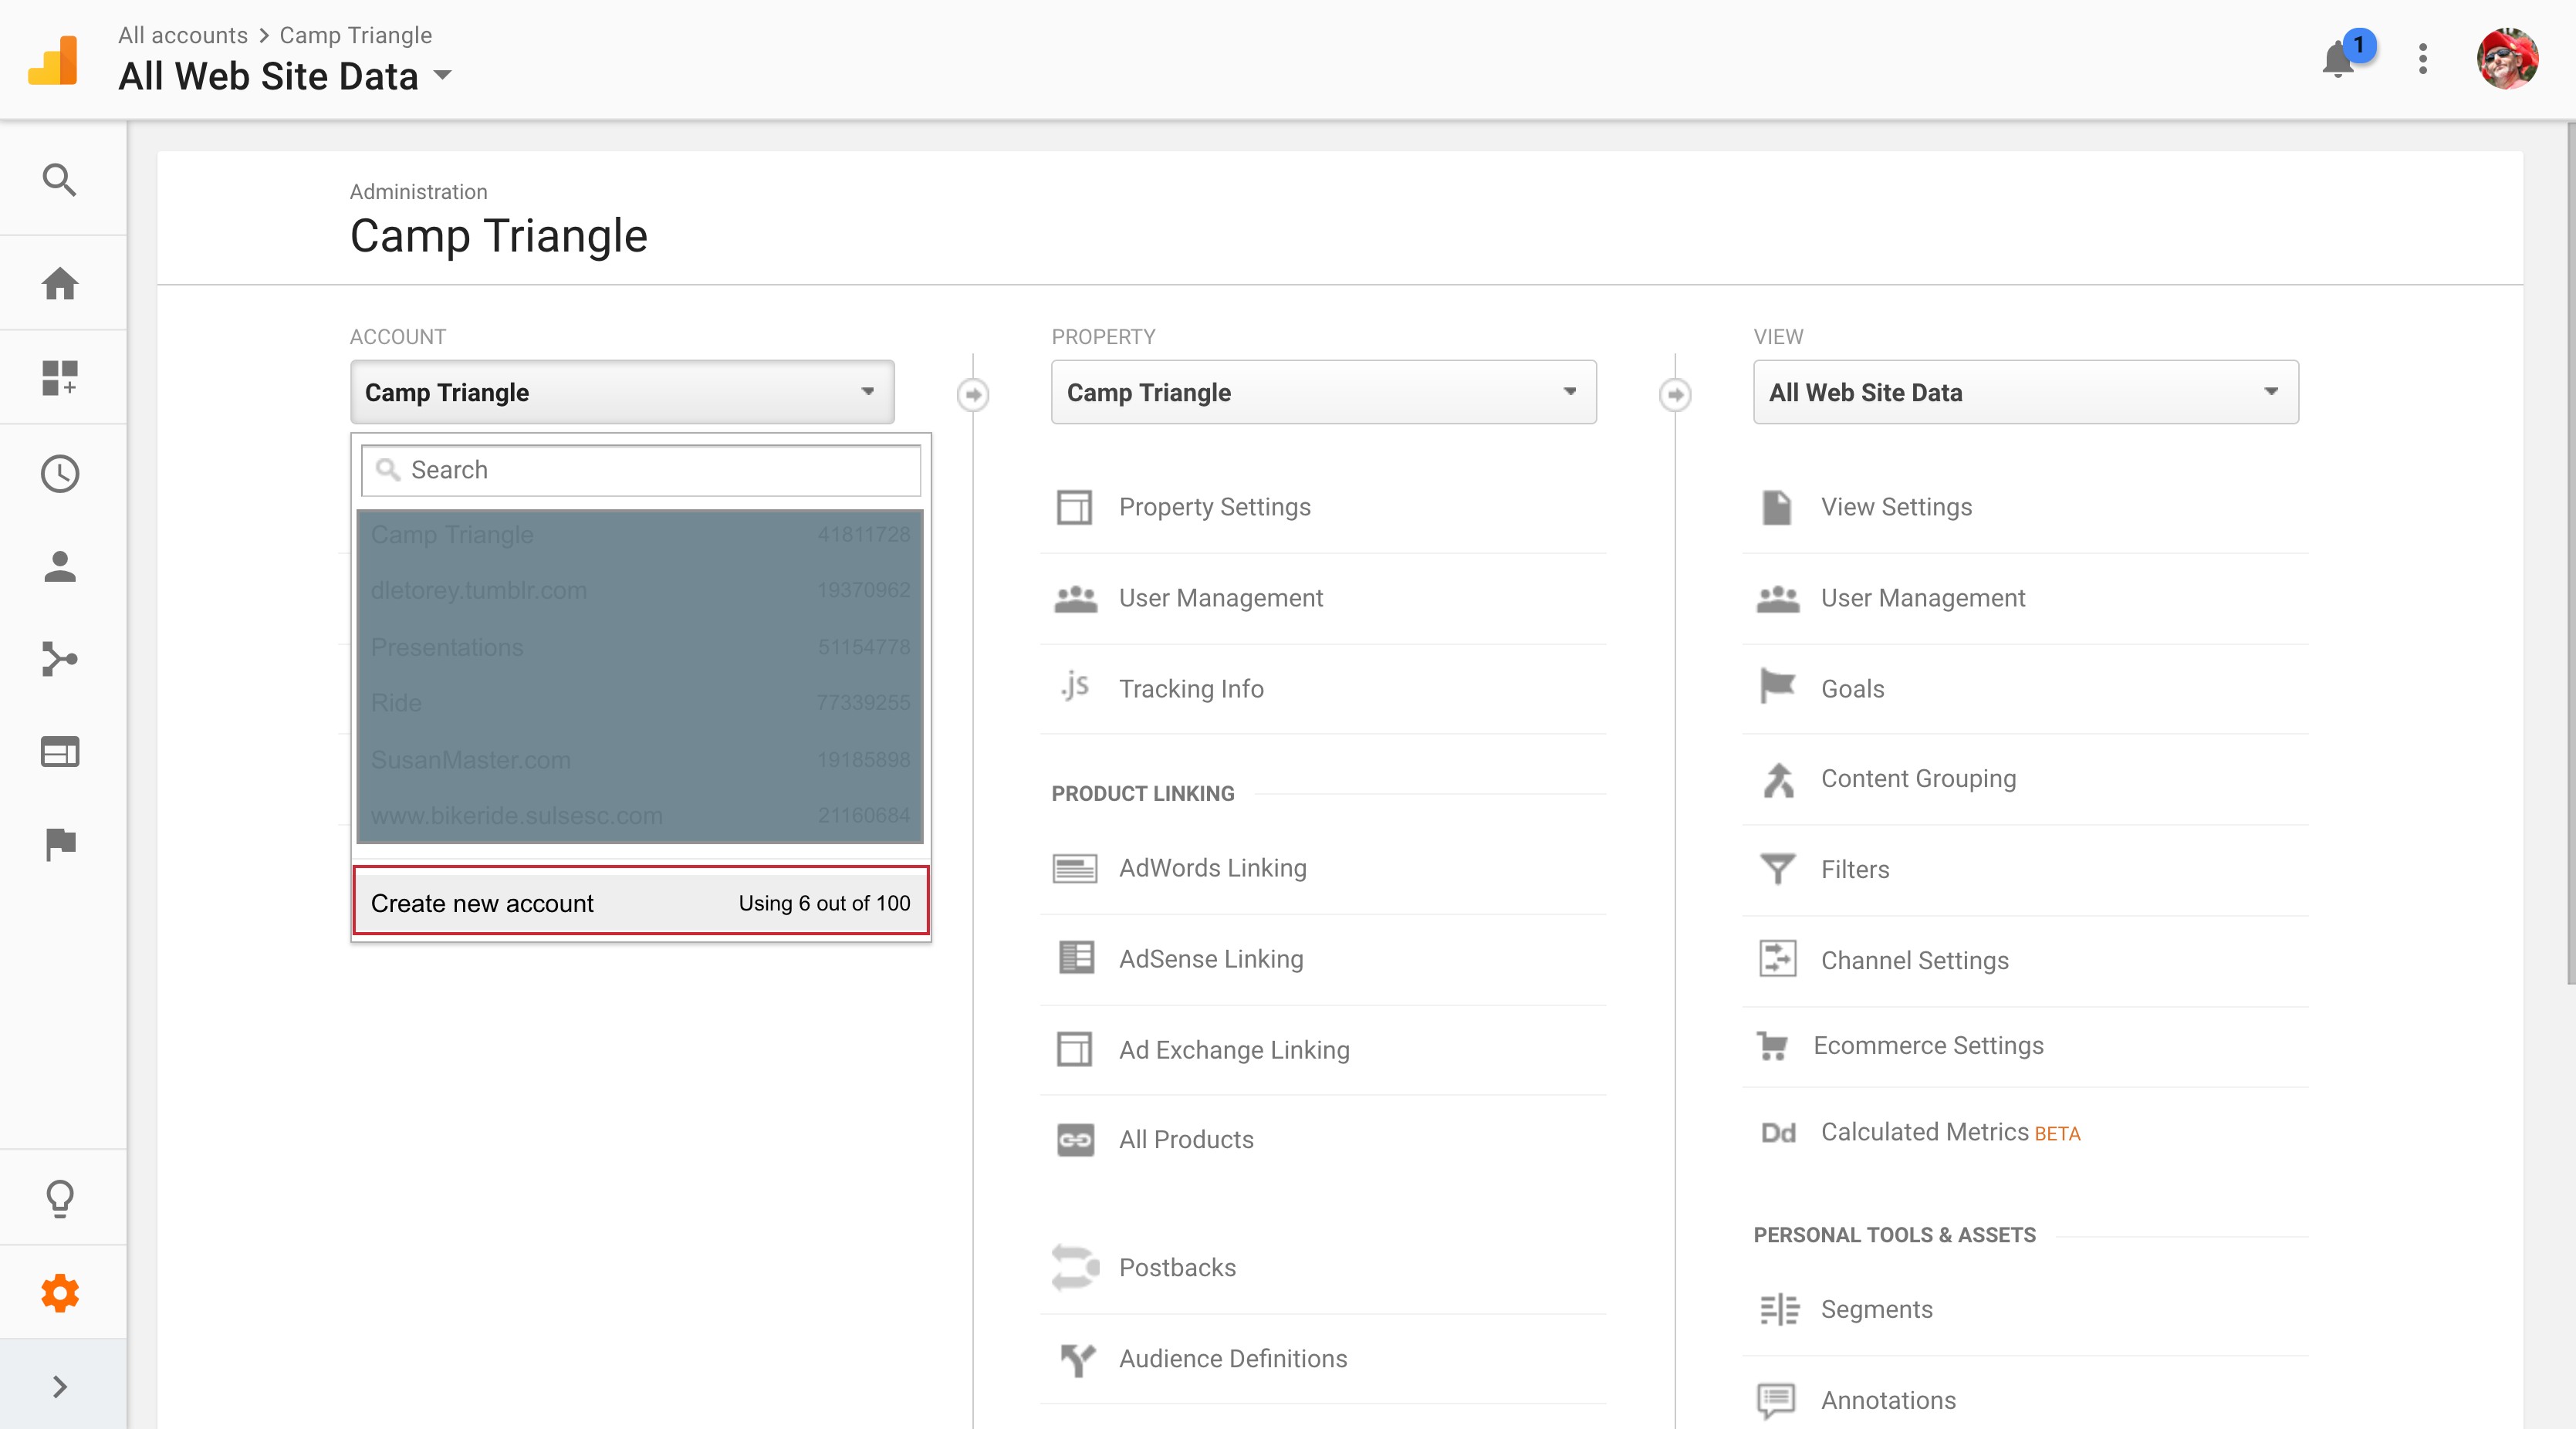 All accounts > Camp Triangle
All Web Site Data
1
Administration
Camp Triangle
ACCOUNT
Camp Triangle
Search
Camp Triangle 41811728
dletorey.tumblr.com 19370962
Presentations 51154778
Ride 77339255
SusanMaster.com 19185898
www.bikeride.sulsesc.com 21160684
Create new account Using 6 out of 100
PROPERTY
Camp Triangle
Property Settings
User Management
.js Tracking Info
PRODUCT LINKING
AdWords Linking
AdSense Linking
Ad Exchange Linking
All Products
Postbacks
Audience Definitions
VIEW
All Web Site Data
View Settings
User Management
Goals
Content Grouping
Filters
Channel Settings
Ecommerce Settings
Dd Calculated Metrics BETA
PERSONAL TOOLS & ASSETS
Segments
Annotations